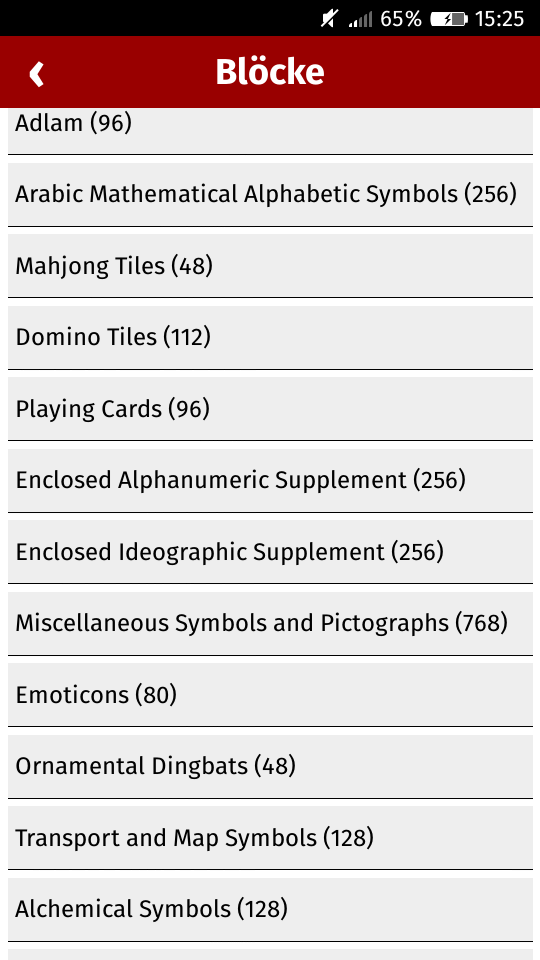 65% 15:25
Blöcke
Adlam (96)
Arabic Mathematical Alphabetic Symbols (256)
Mahjong Tiles (48)
Domino Tiles (112)
Playing Cards (96)
Enclosed Alphanumeric Supplement (256)
Enclosed Ideographic Supplement (256)
Miscellaneous Symbols and Pictographs (768)
Emoticons (80)
Ornamental Dingbats (48)
Transport and Map Symbols (128)
Alchemical Symbols (128)